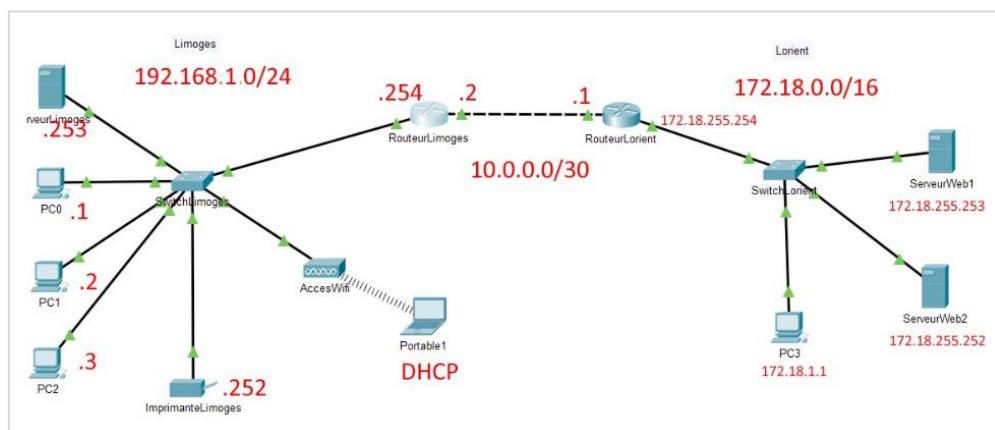 Limoges
192.168.1.0/24
Lorient
172.18.0.0/16
rveurLimoges
.253
.254
.2
.1
RouteurLimoges
RouteurLorient
172.18.255.254
10.0.0.0/30
PC0
.1
SwitchLimoges
SwitchLorient
ServeurWeb1
172.18.255.253
PC1
.2
AccesWifi
Portable1
DHCP
ServeurWeb2
172.18.255.252
PC2
.3
PC3
172.18.1.1
ImprimanteLimoges
.252